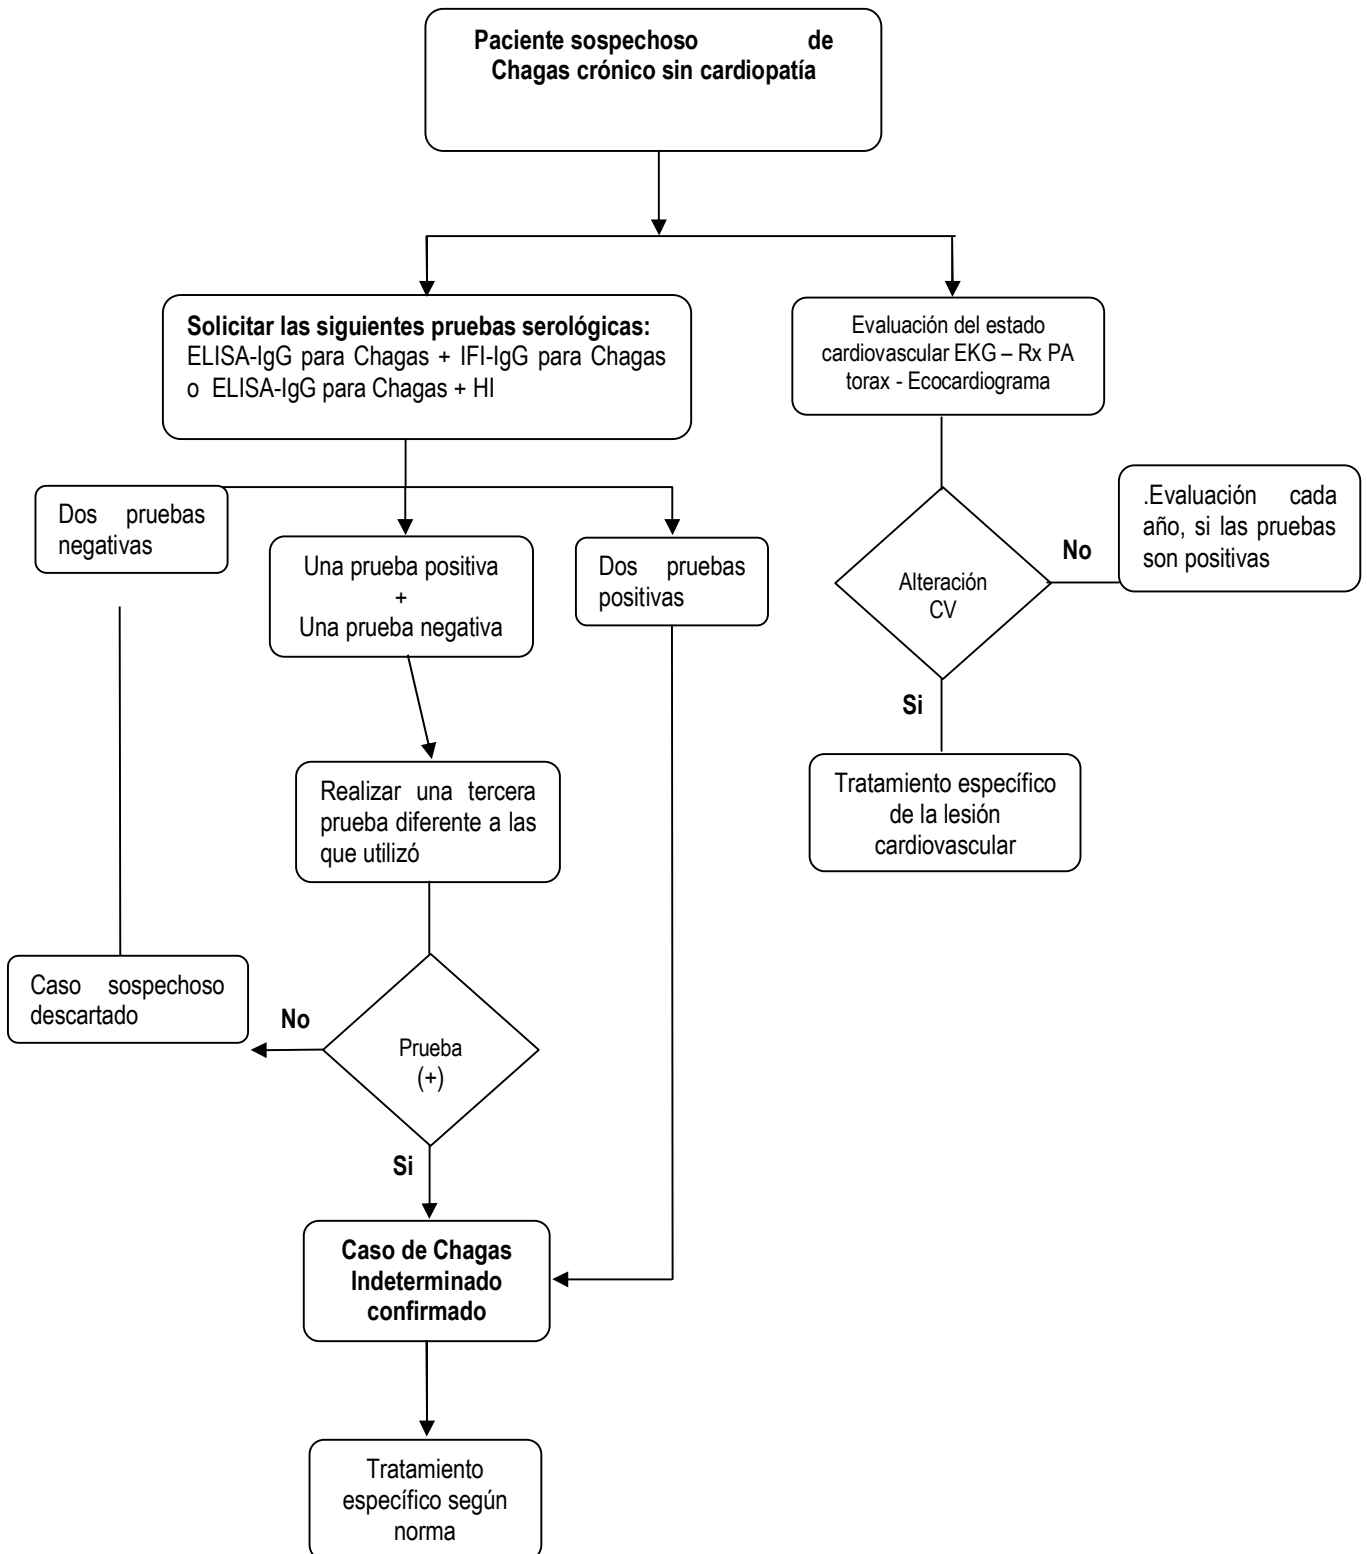 Paciente sospechoso de
Chagas crónico sin cardiopatía
Solicitar las siguientes pruebas serológicas:
ELISA-IgG para Chagas + IFI-IgG para Chagas
o ELISA-IgG para Chagas + HI
Evaluación del estado
cardiovascular EKG – Rx PA
torax - Ecocardiograma
Dos pruebas
negativas
Una prueba positiva
+
Una prueba negativa
Dos pruebas
positivas
Alteración
CV
No
.Evaluación cada
año, si las pruebas
son positivas
Si
Tratamiento específico
de la lesión
cardiovascular
Realizar una tercera
prueba diferente a las
que utilizó
Caso sospechoso
descartado
No
Prueba
(+)
Si
Caso de Chagas
Indeterminado
confirmado
Tratamiento
específico según
norma